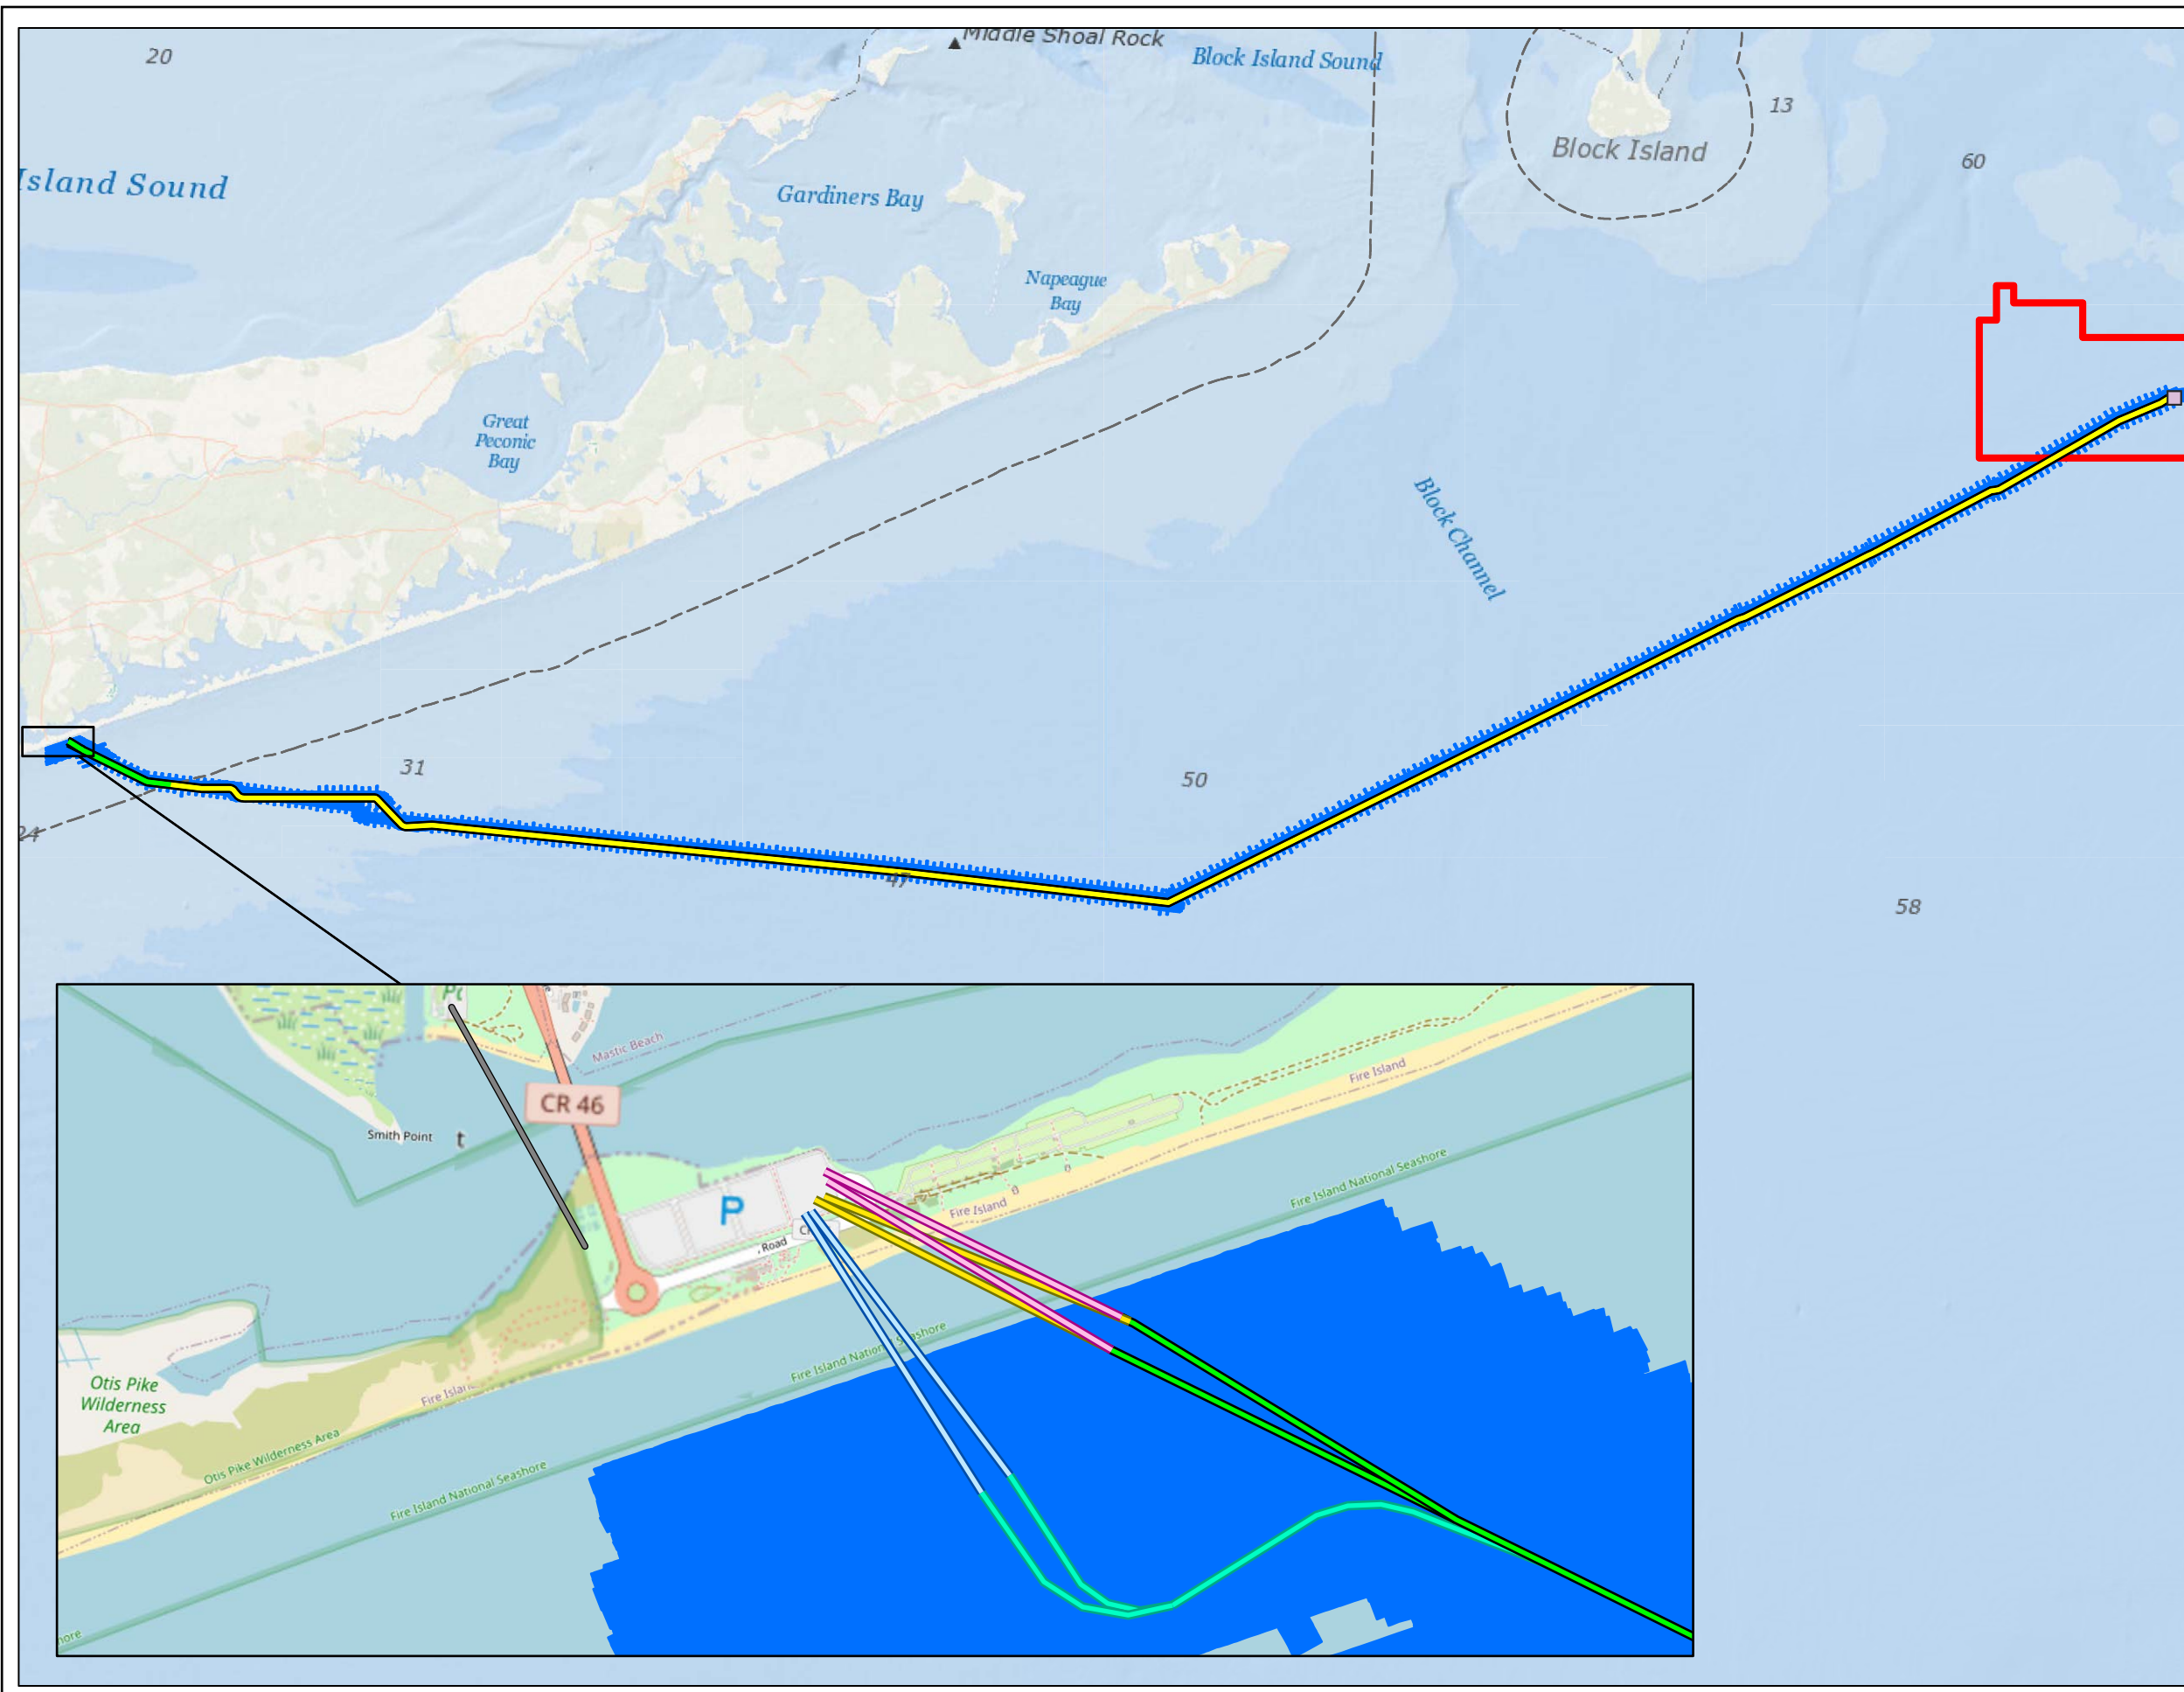 20
Middle Shoal Rock
Block Island Sound
13
Block Island
60
Island Sound
Gardiners Bay
Napeague
Bay
Great
Peconic
Bay
Block Channel
31
50
24
47
58
Mastic Beach
CR 46
Fire Island
Smith Point
t
Fire Island National Seashore
P
Fire Island
Road
Fire Island National Seashore
Otis Pike
Wilderness
Area
Fire Island
Otis Pike Wilderness Area
Fire Island National Seashore